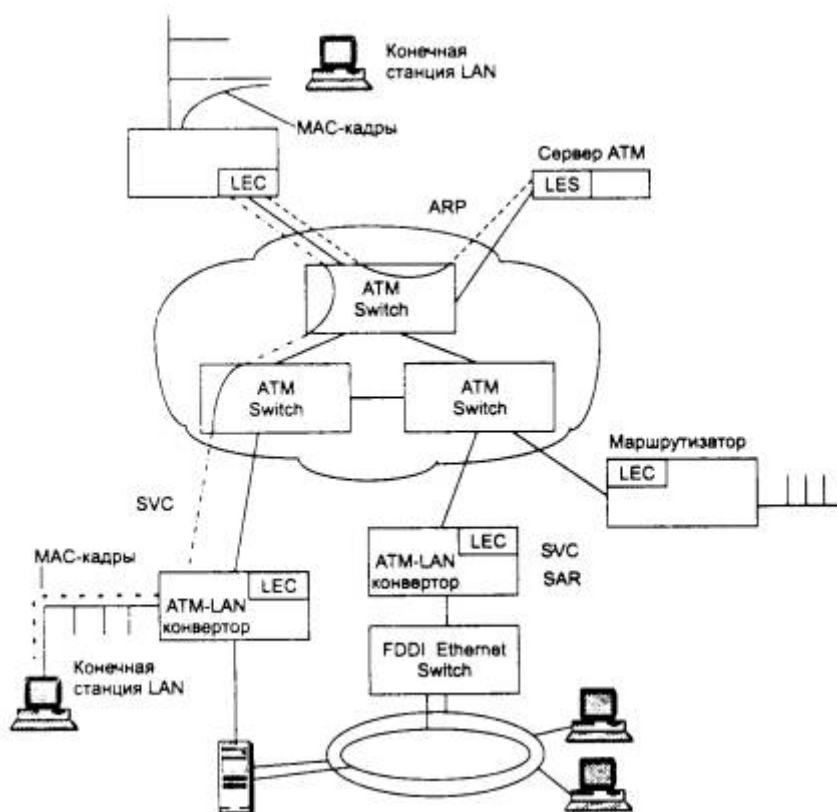 Конечная
станция LAN
MAC-кадры
Сервер ATM
LEC
LES
ARP
ATM
Switch
ATM
Switch
ATM
Switch
Маршрутизатор
LEC
SVC
MAC-кадры
LEC
ATM-LAN
конвертор
SVC
SAR
LEC
ATM-LAN
конвертор
FDDI Ethernet
Switch
Конечная
станция LAN